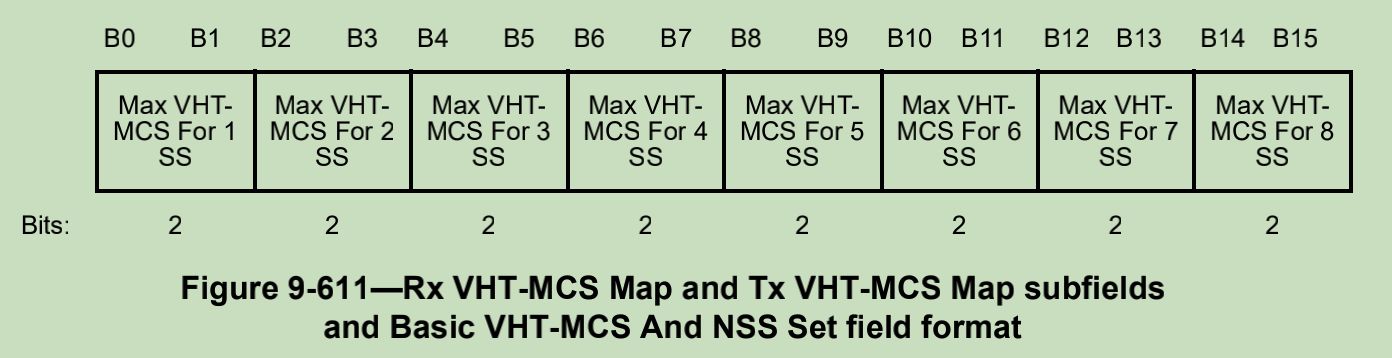 B0 B1 B2 B3 B4 B5 B6 B7 B8 B9 B10 B11 B12 B13 B14 B15
Max VHT- Max VHT- Max VHT- Max VHT- Max VHT- Max VHT- Max VHT- Max VHT-
MCS For 1 MCS For 2 MCS For 3 MCS For 4 MCS For 5 MCS For 6 MCS For 7 MCS For 8
SS SS SS SS SS SS SS SS
Bits: 2 2 2 2 2 2 2 2
Figure 9-611—Rx VHT-MCS Map and Tx VHT-MCS Map subfields
and Basic VHT-MCS And NSS Set field format